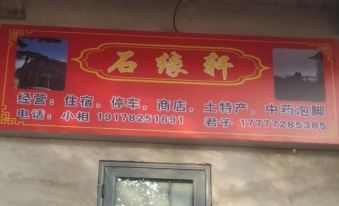 石缘轩
经营：住宿，停车，商店，土特产，中药泡脚
电话：小相 19178251691 君子 17777285385